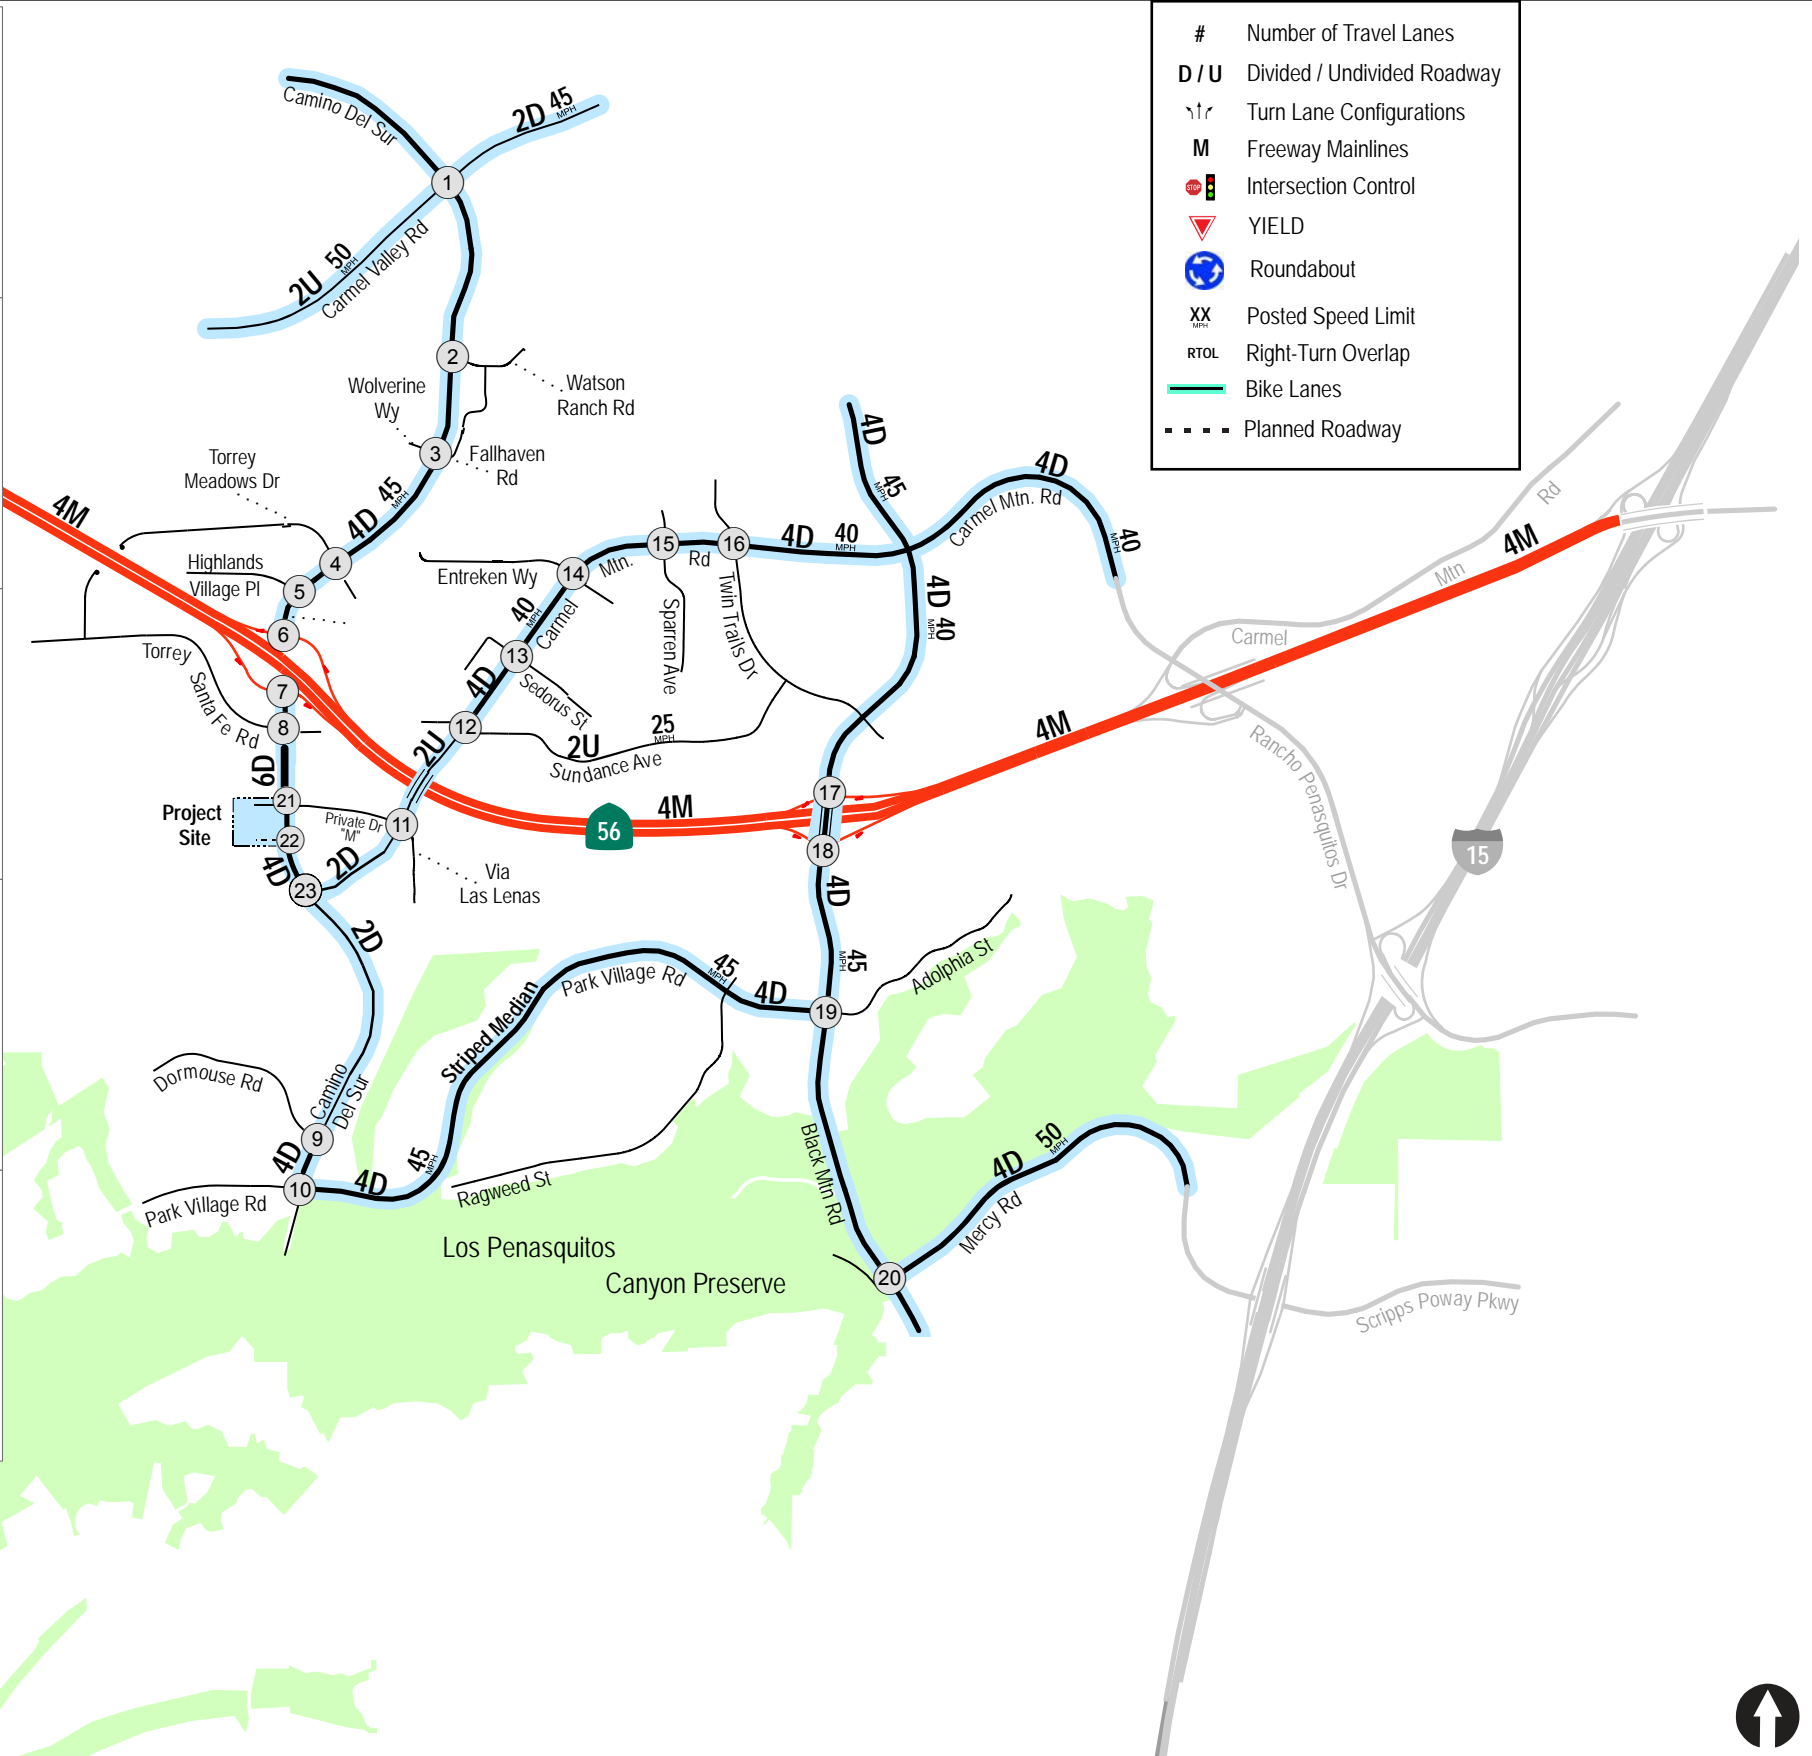 # Number of Travel Lanes
D / U Divided / Undivided Roadway
Turn Lane Configurations
M Freeway Mainlines
STOP Intersection Control
YIELD
Roundabout
XX
MPH
Posted Speed Limit
RTOL Right-Turn Overlap
Bike Lanes
Planned Roadway
Camino Del Sur
2D 45
MPH
1
2U 50
MPH
Carmel Valley Rd
2
Watson
Ranch Rd
Wolverine
Wy
3
Fallhaven
Rd
Torrey
Meadows Dr
4D 45
MPH
4M
4
Highlands
Village Pl
5
6
Torrey
Santa Fe Rd
7
8
6D
21
Project
Site
22
Private Dr
"M"
11
4D
2D
23
Via
Las Lenas
2D
2U
12
4D
13
Sedorus St
40
MPH
Carmel
Mtn.
Rd
14
Entreken Wy
15
16
Sparren Ave
Twin Trails Dr
4D 40
MPH
2U 25
MPH
Sundance Ave
4D
45
MPH
4D
Carmel Mtn. Rd
40
MPH
4D 40
MPH
56
4M
17
18
4M
4M
Carmel
Mtn
Rd
Rancho Penasquitos Dr
15
4D
45
MPH
Adolphia St
19
4D
45
MPH
Park Village Rd
Striped Median
Dormouse Rd
Camino
Del Sur
9
4D
10
4D 45
MPH
Park Village Rd
Ragweed St
Black Mtn Rd
4D 50
MPH
Mercy Rd
20
Los Penasquitos
Canyon Preserve
Scripps Poway Pkwy